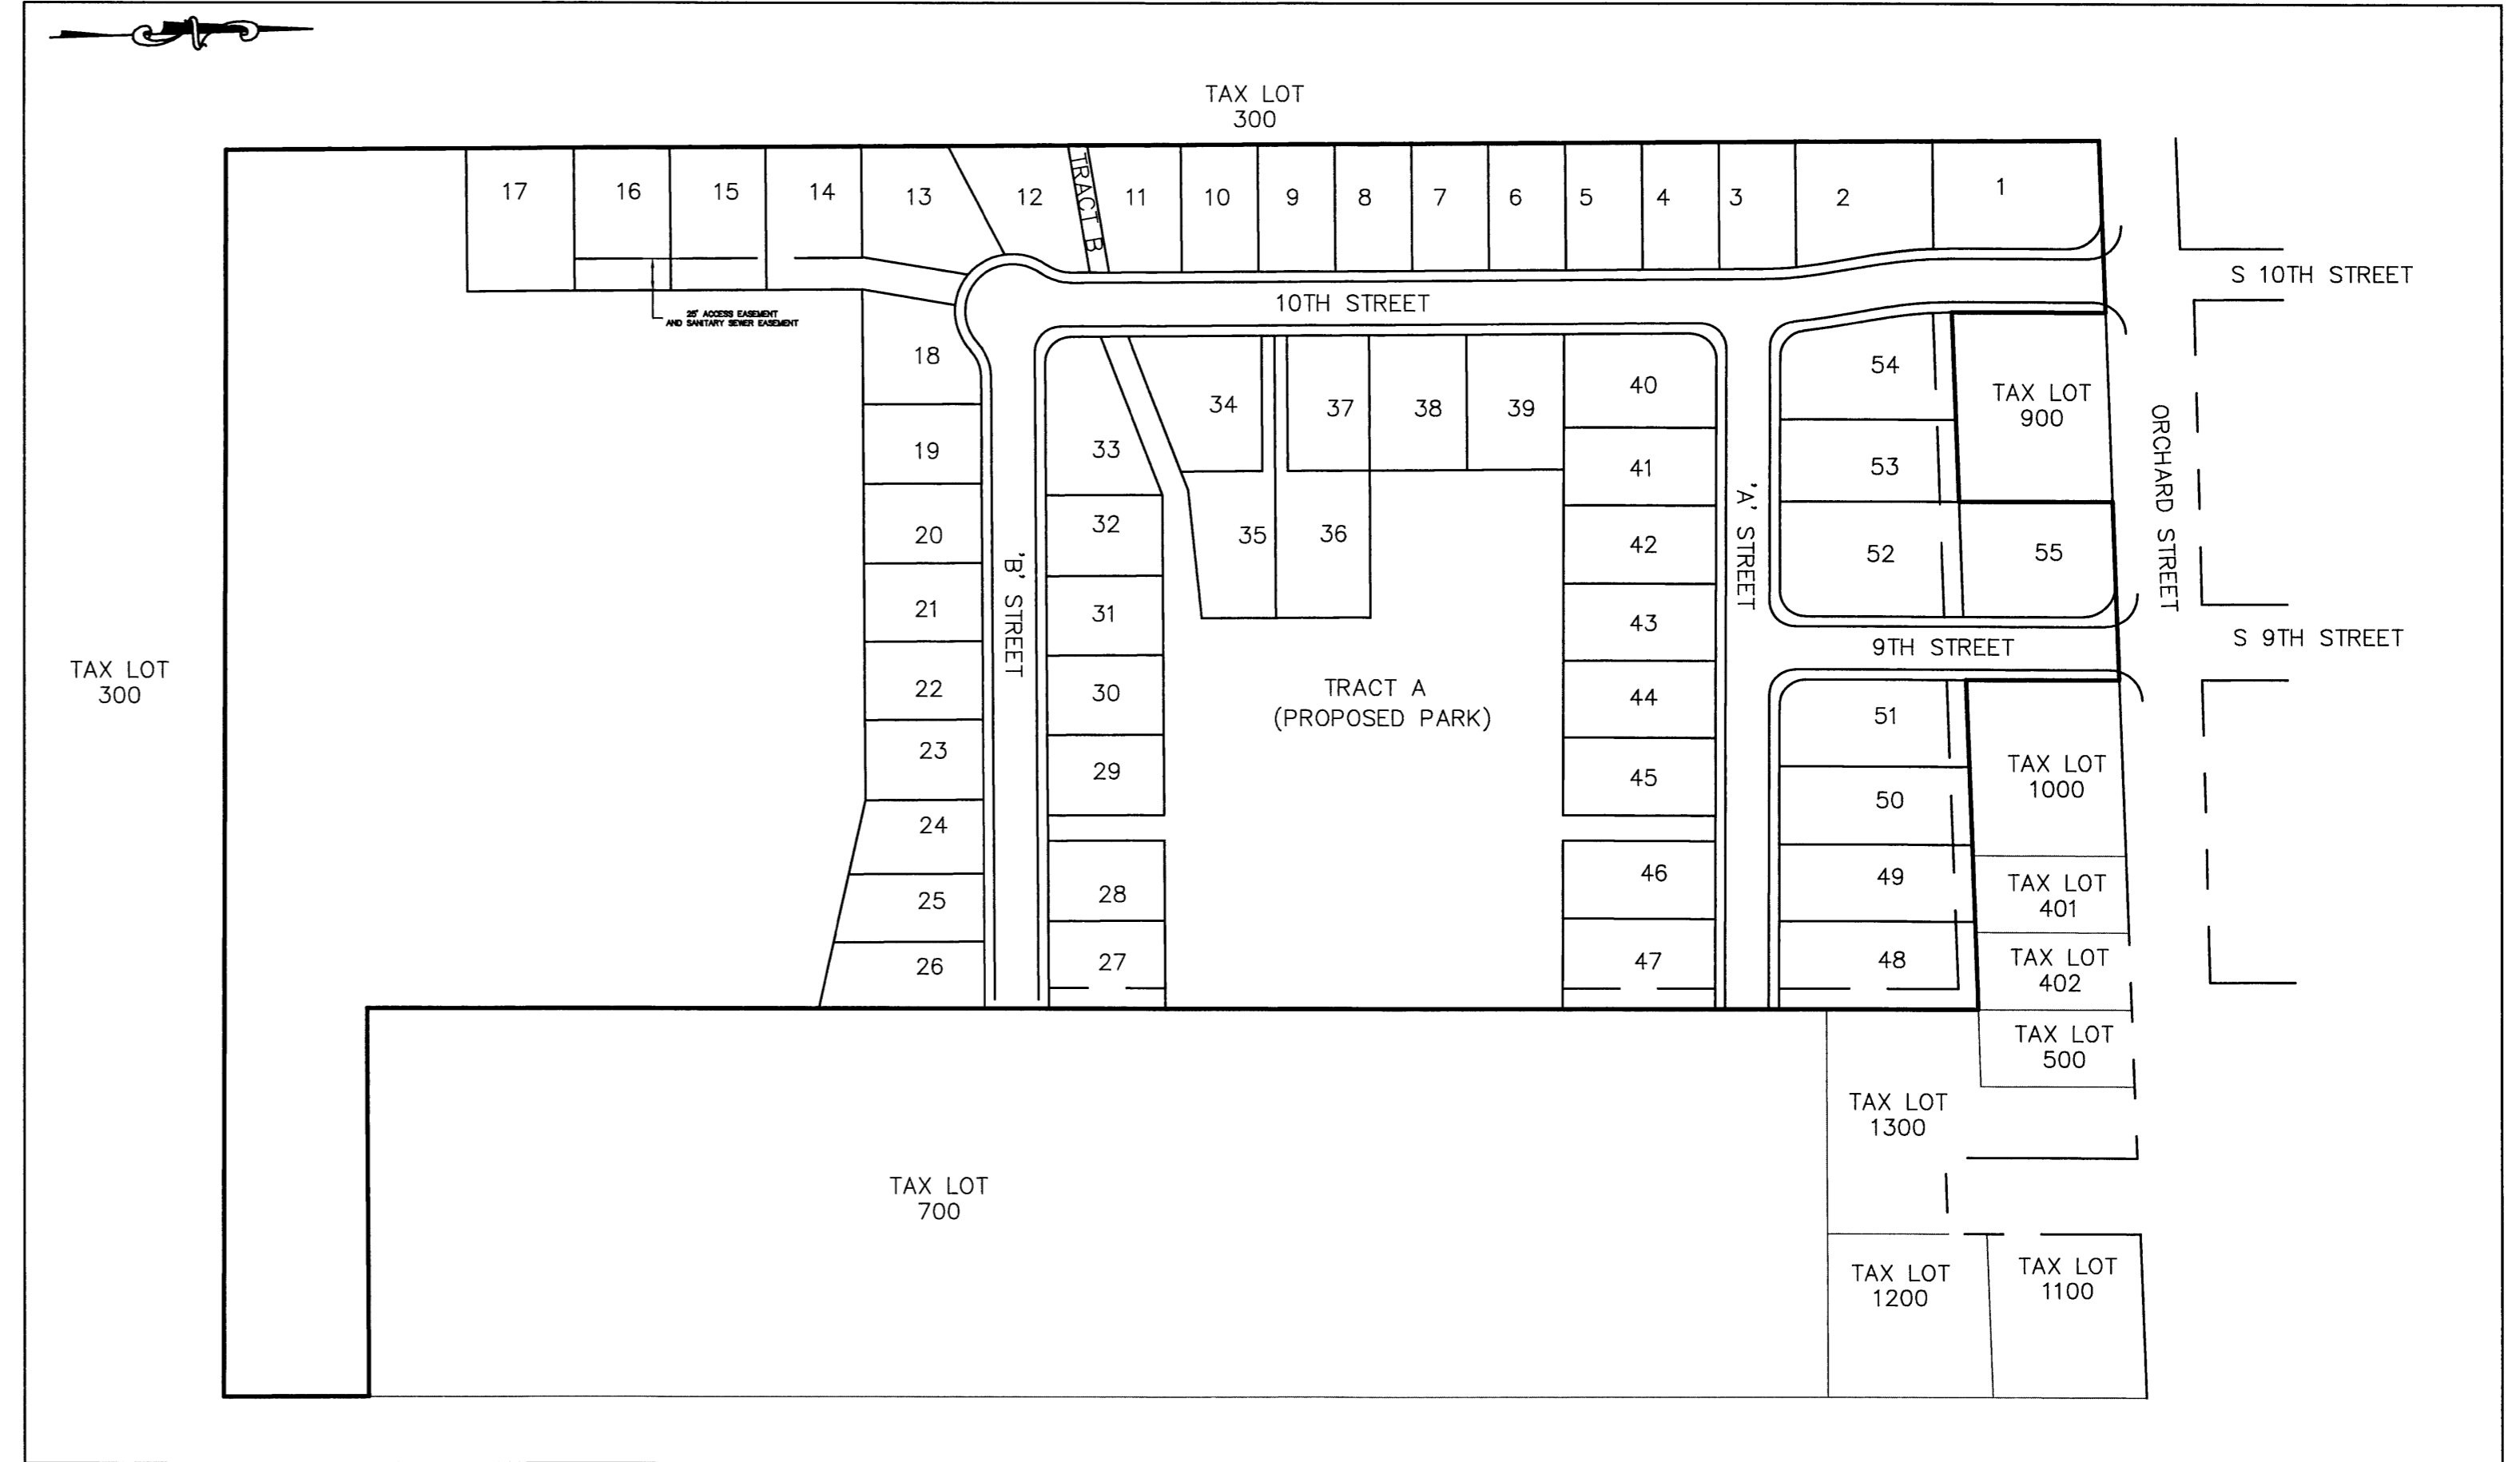 TAX LOT
300
17
16
15
14
13
12
TRACT B
11
10
9
8
7
6
5
4
3
2
1
S 10TH STREET
10TH STREET
25' ACCESS EASEMENT
AND SANITARY SEWER EASEMENT
18
19
20
21
22
23
24
25
26
'B' STREET
33
32
31
30
29
28
27
34
35
36
37
38
39
40
41
42
43
44
45
46
47
TRACT A
(PROPOSED PARK)
'A' STREET
54
53
52
55
TAX LOT
900
ORCHARD STREET
9TH STREET
S 9TH STREET
51
50
49
48
TAX LOT
1000
TAX LOT
401
TAX LOT
402
TAX LOT
500
TAX LOT
1300
TAX LOT
1200
TAX LOT
1100
TAX LOT
700
TAX LOT
300